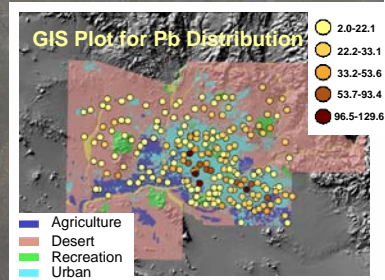 GIS Plot for Pb Distribution
2.0-22.1
22.2-33.1
33.2-53.6
53.7-93.4
96.5-129.6
Agriculture
Desert
Recreation
Urban